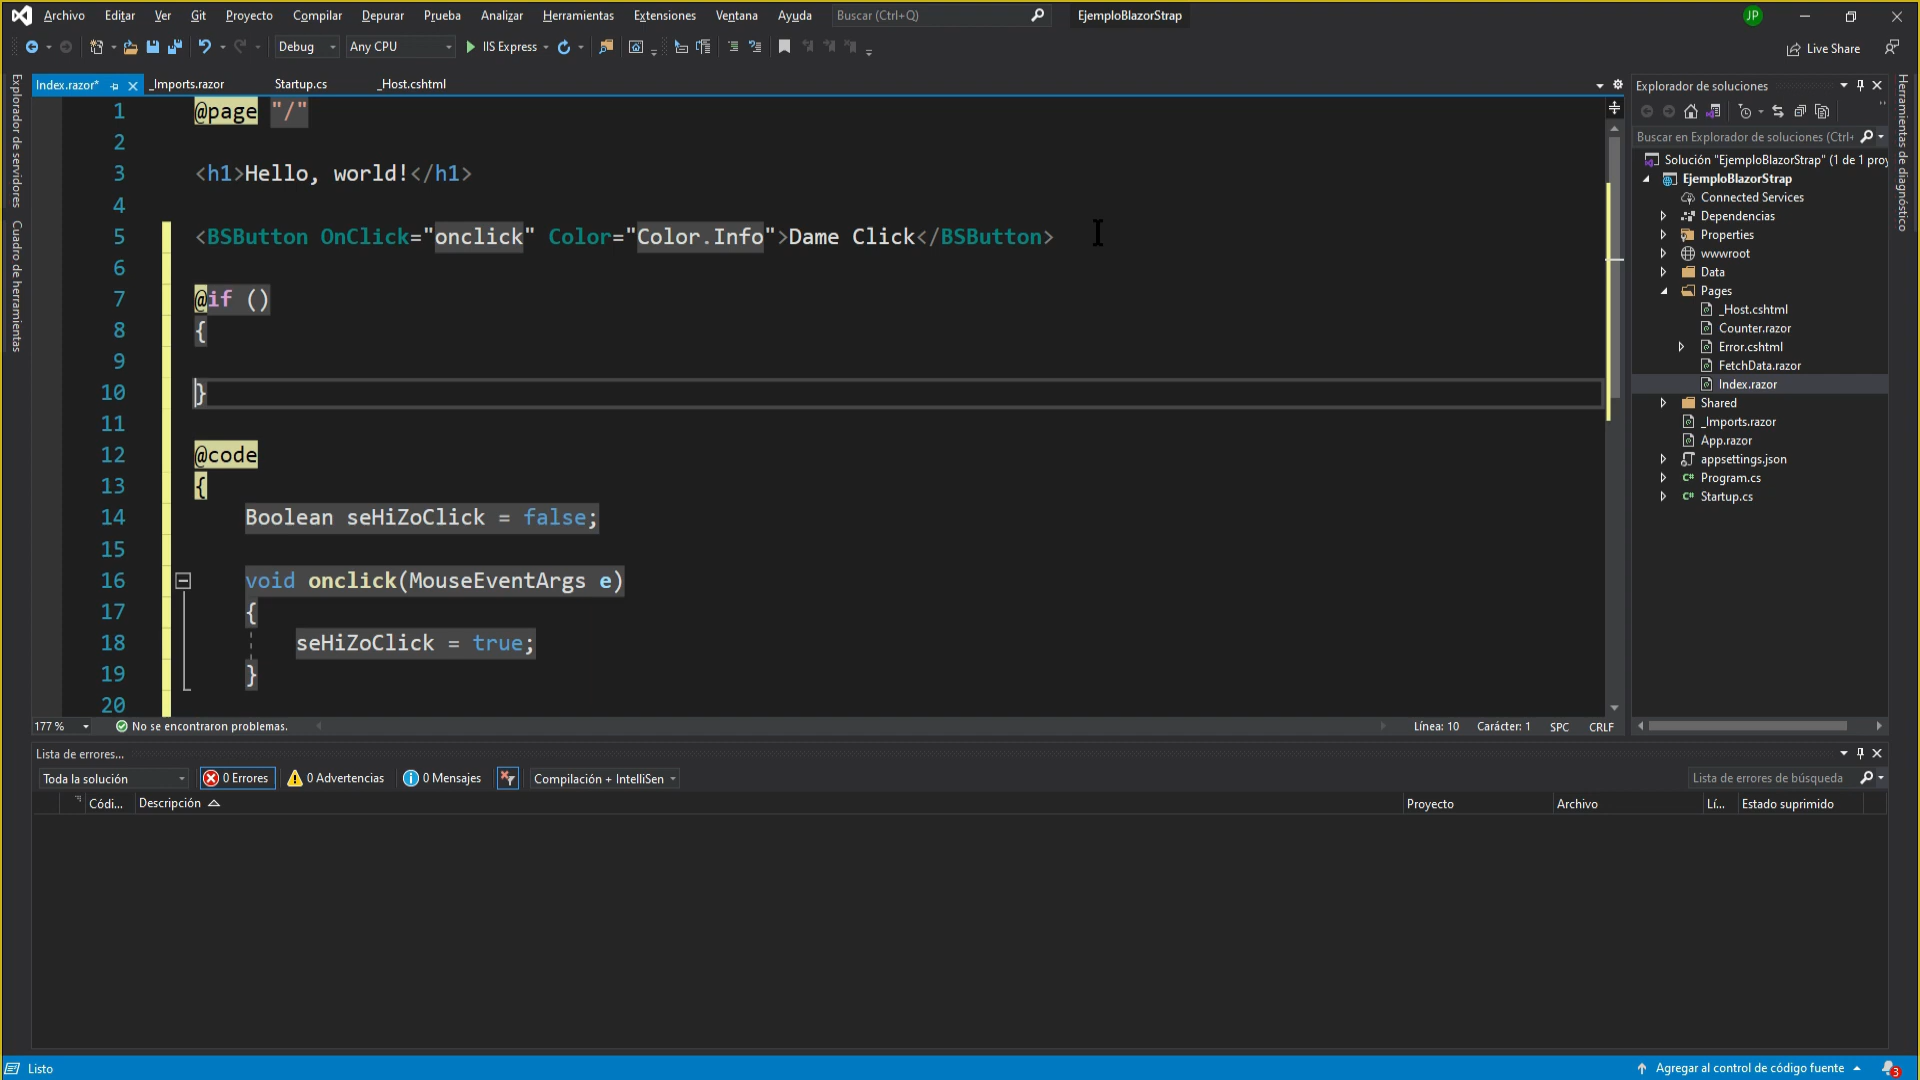 Archivo Editar Ver Git Proyecto Compilar Depurar Prueba Analizar Herramientas Extensiones Ventana Ayuda Buscar (Ctrl+Q) EjemploBlazorStrap JP
Debug Any CPU IIS Express Live Share
Explorador de servidores
Cuadro de herramientas
Index.razor* _Imports.razor Startup.cs _Host.cshtml
1 @page "/"
2
3 <h1>Hello, world!</h1>
4
5 <BSButton OnClick="onclick" Color="Color.Info">Dame Click</BSButton>
6
7 @if ()
8 {
9
10 }
11
12 @code
13 {
14 Boolean seHiZoClick = false;
15
16 void onclick(MouseEventArgs e)
17 {
18 seHiZoClick = true;
19 }
20
177 % No se encontraron problemas. Línea: 10 Carácter: 1 SPC CRLF
Explorador de soluciones
Buscar en Explorador de soluciones (Ctrl+
Solución "EjemploBlazorStrap" (1 de 1 proy
EjemploBlazorStrap
Connected Services
Dependencias
Properties
wwwroot
Data
Pages
_Host.cshtml
Counter.razor
Error.cshtml
FetchData.razor
Index.razor
Shared
_Imports.razor
App.razor
appsettings.json
C# Program.cs
C# Startup.cs
Herramientas de diagnóstico
Lista de errores...
Toda la solución 0 Errores 0 Advertencias 0 Mensajes Compilación + IntelliSen Lista de errores de búsqueda
Códi... Descripción Proyecto Archivo Lí... Estado suprimido
Listo Agregar al control de código fuente 3